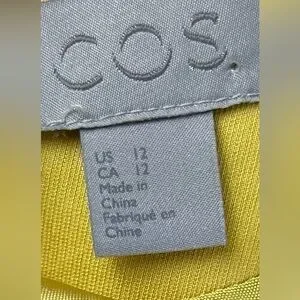 COS
US 12
CA 12
Made in
China
Fabriqué en
Chine